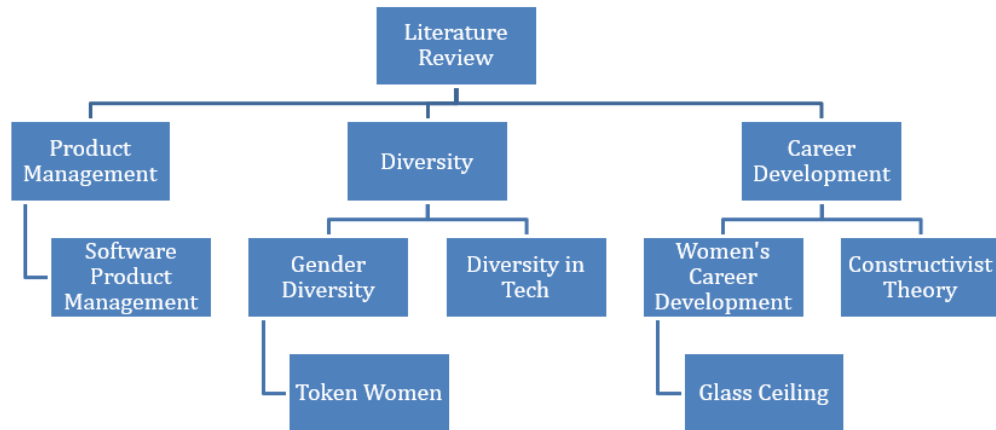 Literature
Review
Product
Management
Diversity
Career
Development
Software
Product
Management
Gender
Diversity
Diversity in
Tech
Women's
Career
Development
Constructivist
Theory
Token Women
Glass Ceiling